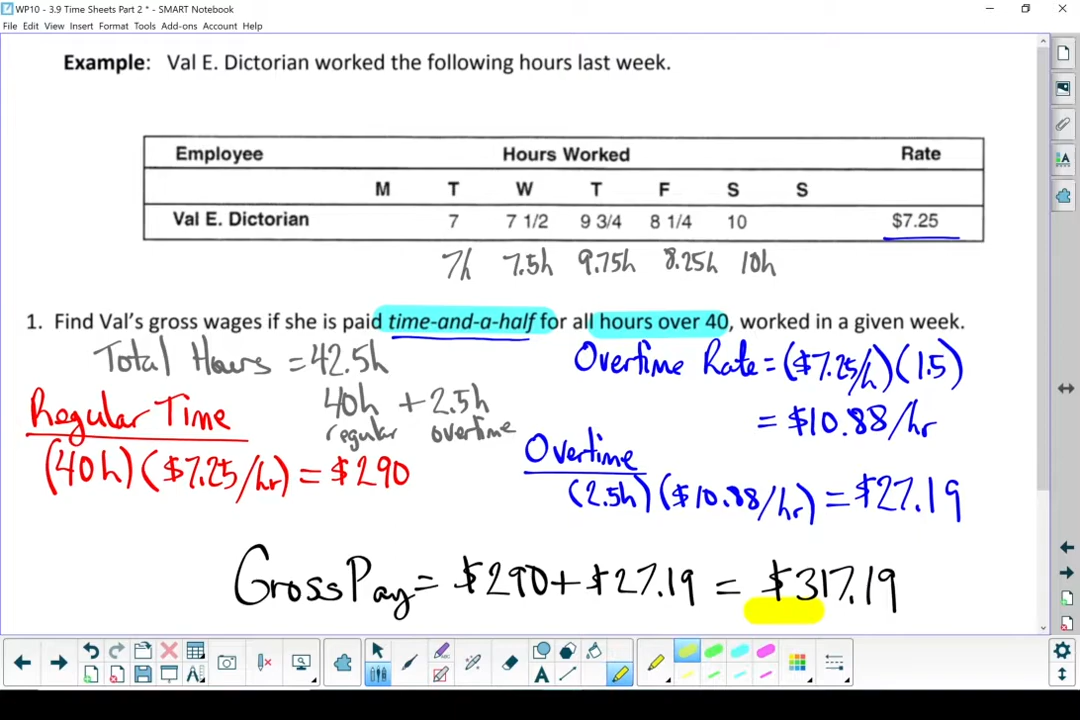 WP10 - 3.9 Time Sheets Part 2 * - SMART Notebook
File Edit View Insert Format Tools Add-ons Account Help
Example: Val E. Dictorian worked the following hours last week.
Employee Hours Worked Rate
M T W T F S S
Val E. Dictorian 7 7 1/2 9 3/4 8 1/4 10 $7.25
7h 7.5h 9.75h 8.25h 10h
1. Find Val's gross wages if she is paid time-and-a-half for all hours over 40, worked in a given week.
Total Hours = 42.5h
40h + 2.5h
regular overtime
Regular Time
(40h)($7.25/hr) = $290
Overtime Rate = ($7.25/h)(1.5)
= $10.88/hr
Overtime
(2.5h)($10.88/hr) = $27.19
Gross Pay = $290 + $27.19 = $317.19